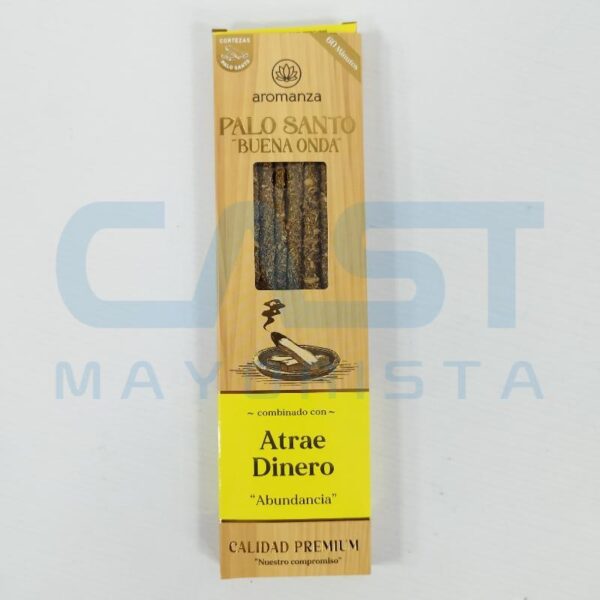 CORTEZAS
PALO SANTO
60 Minutos
aromanza
PALO SANTO
"BUENA ONDA"
CAST
MAYORISTA
~ combinado con ~
Atrae
Dinero
"Abundancia"
CALIDAD PREMIUM
"Nuestro compromiso"